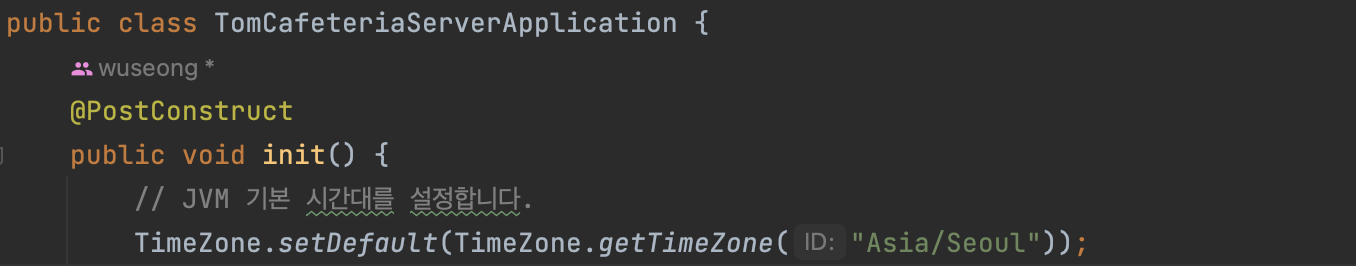 public class TomCafeteriaServerApplication {
wuseong *
@PostConstruct
public void init() {
// JVM 기본 시간대를 설정합니다.
TimeZone.setDefault(TimeZone.getTimeZone( ID: "Asia/Seoul"));